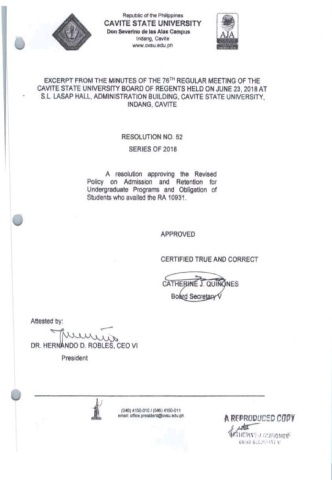 Republic of the Philippines
CAVITE STATE UNIVERSITY
Don Severino de las Alas Campus
Indang, Cavite
www.cvsu.edu.ph
AJA
EXCERPT FROM THE MINUTES OF THE 76TH REGULAR MEETING OF THE
CAVITE STATE UNIVERSITY BOARD OF REGENTS HELD ON JUNE 23, 2018 AT
S.L. LASAP HALL, ADMINISTRATION BUILDING, CAVITE STATE UNIVERSITY,
INDANG, CAVITE
RESOLUTION NO. 62
SERIES OF 2018
A resolution approving the Revised
Policy on Admission and Retention for
Undergraduate Programs and Obligation of
Students who availed the RA 10931.
APPROVED
CERTIFIED TRUE AND CORRECT
CATHERINE J. QUIÑONES
Board Secretary V
Attested by:
DR. HERNANDO D. ROBLES, CEO VI
President
(046) 4150-010 / (046) 4150-011
email: office.president@cvsu.edu.ph
A REPRODUCED COPY